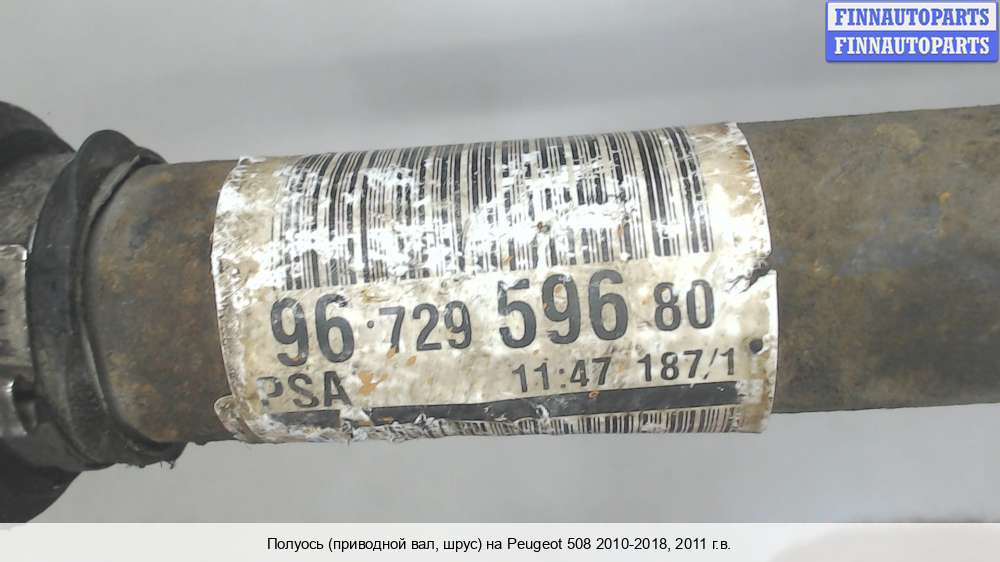 FINNAUTOPARTS
FINNAUTOPARTS
96 729 596 80
PSA 11:47 187/1
Полуось (приводной вал, шрус) на Peugeot 508 2010-2018, 2011 г.в.